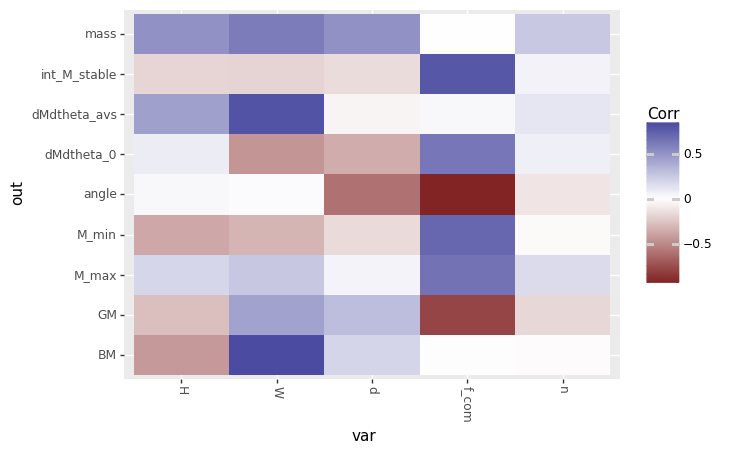 mass
int_M_stable
dMdtheta_avs
dMdtheta_0
angle
M_min
M_max
GM
BM
out
H
W
d
f_com
n
var
Corr
0.5
0
−0.5